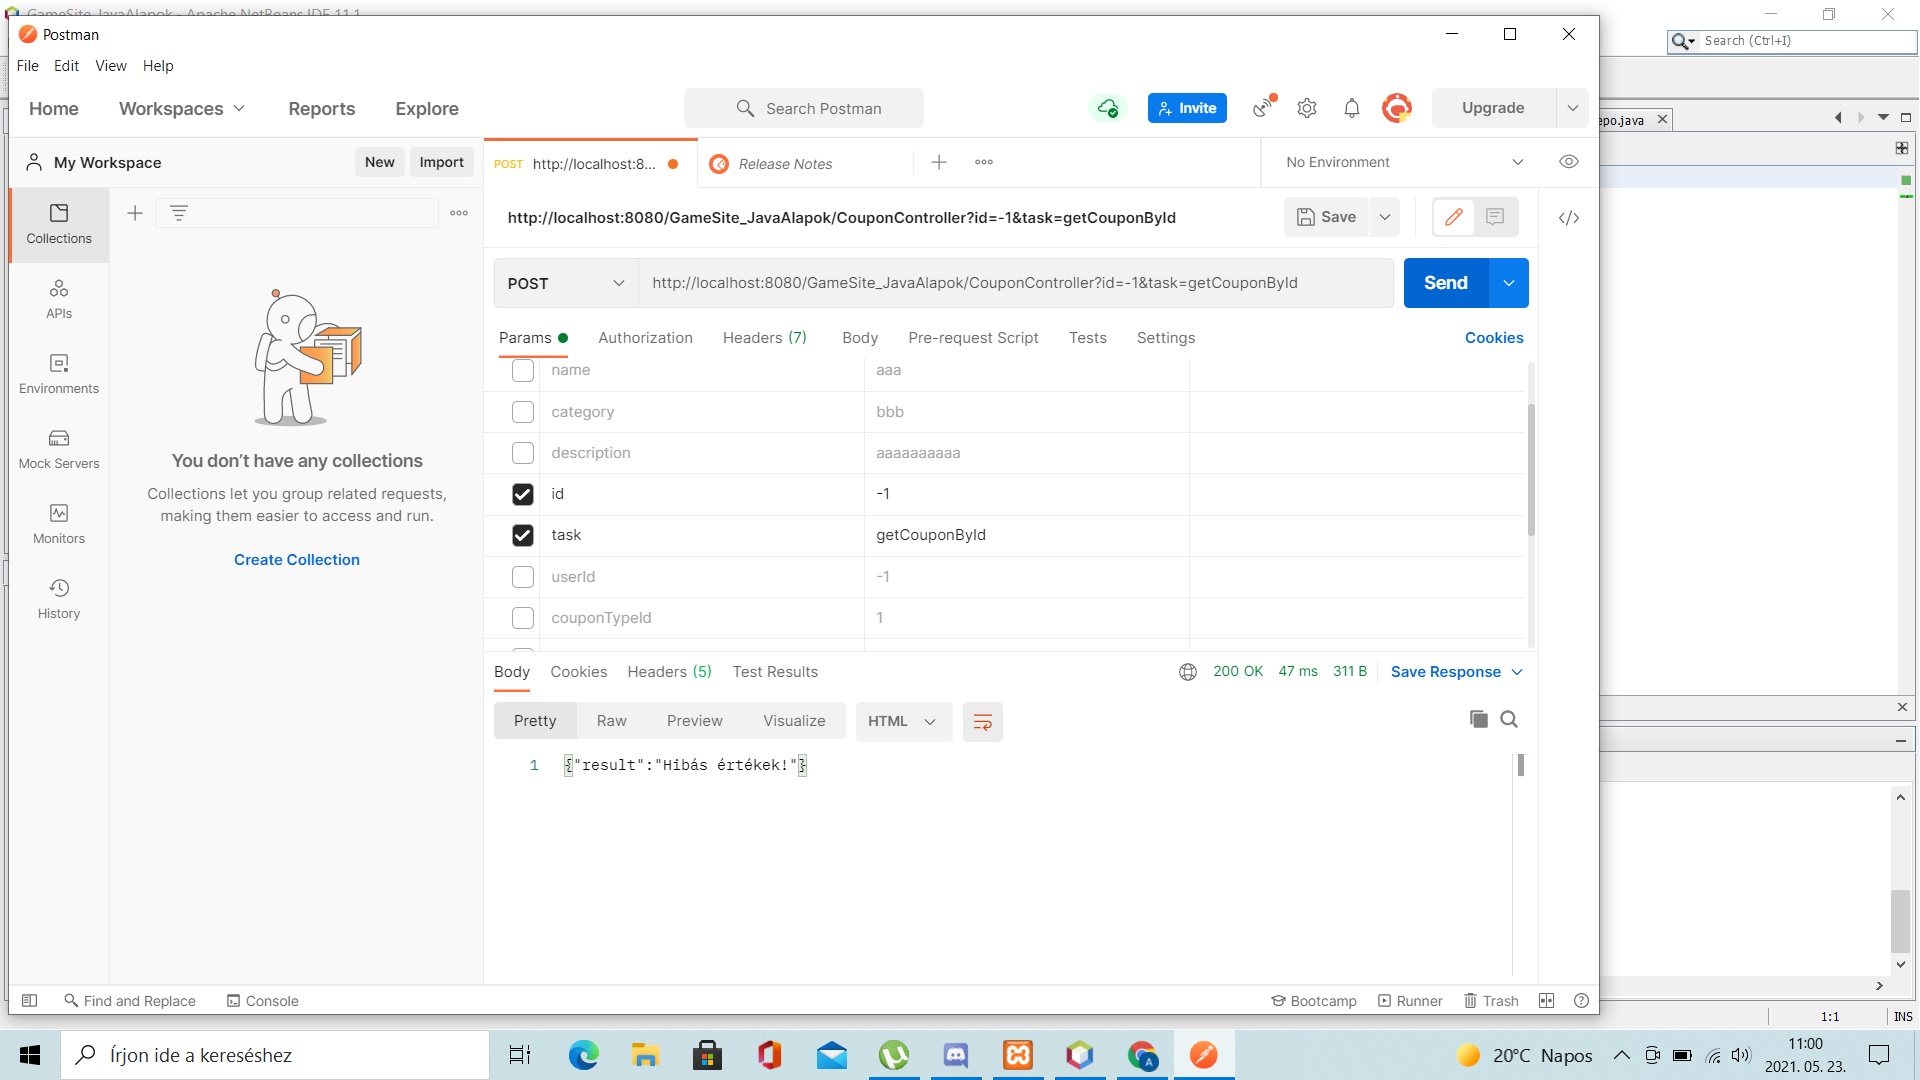 GameSite_JavaAlapok - Apache NetBeans IDE 11.1
Postman
File Edit View Help
Search (Ctrl+I)
Home Workspaces Reports Explore
Search Postman
Invite
Upgrade
epo.java
My Workspace
New Import
POST http://localhost:8...
Release Notes
No Environment
Collections
APIs
Environments
Mock Servers
Monitors
History
You don't have any collections
Collections let you group related requests,
making them easier to access and run.
Create Collection
http://localhost:8080/GameSite_JavaAlapok/CouponController?id=-1&task=getCouponById
Save
POST
http://localhost:8080/GameSite_JavaAlapok/CouponController?id=-1&task=getCouponById
Send
Params Authorization Headers (7) Body Pre-request Script Tests Settings
Cookies
name aaa
category bbb
description aaaaaaaaaa
id -1
task getCouponById
userId -1
couponTypeId 1
Body Cookies Headers (5) Test Results
200 OK 47 ms 311 B
Save Response
Pretty Raw Preview Visualize
HTML
1 {"result":"Hibás értékek!"}
Find and Replace
Console
Bootcamp Runner Trash
1:1 INS
Írjon ide a kereséshez
20°C Napos
11:00
2021. 05. 23.